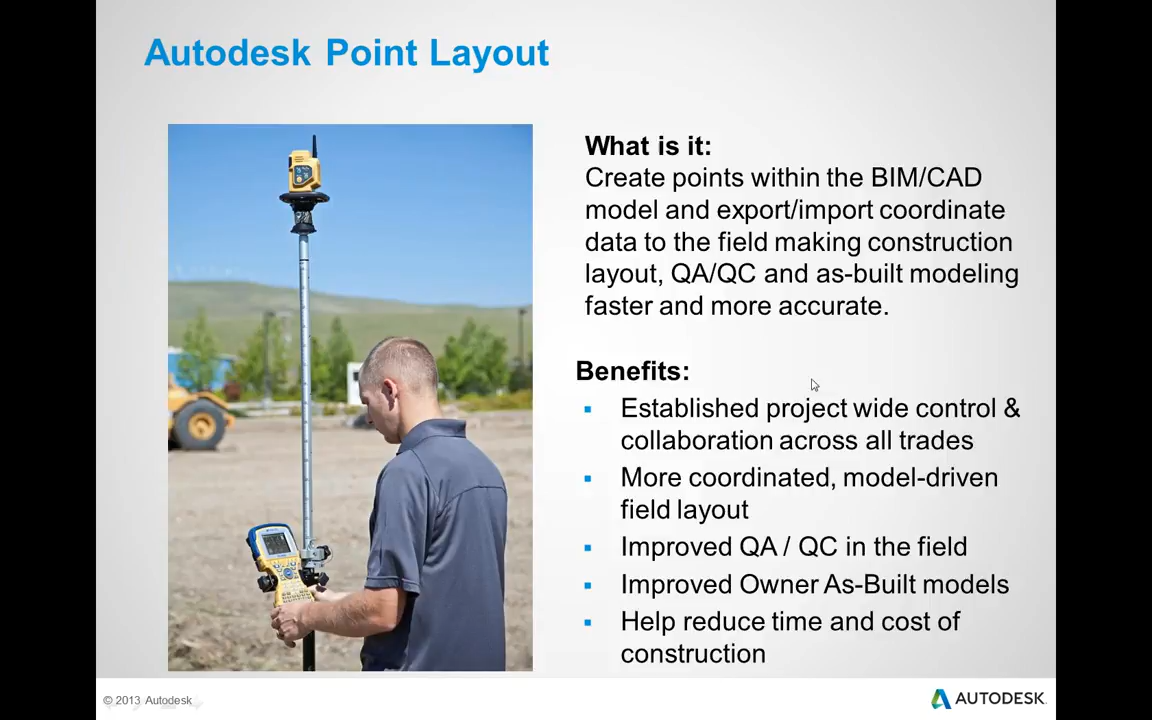 Autodesk Point Layout
What is it:
Create points within the BIM/CAD
model and export/import coordinate
data to the field making construction
layout, QA/QC and as-built modeling
faster and more accurate.
Benefits:
▪ Established project wide control &
collaboration across all trades
▪ More coordinated, model-driven
field layout
▪ Improved QA / QC in the field
▪ Improved Owner As-Built models
▪ Help reduce time and cost of
construction
© 2013 Autodesk
AUTODESK.